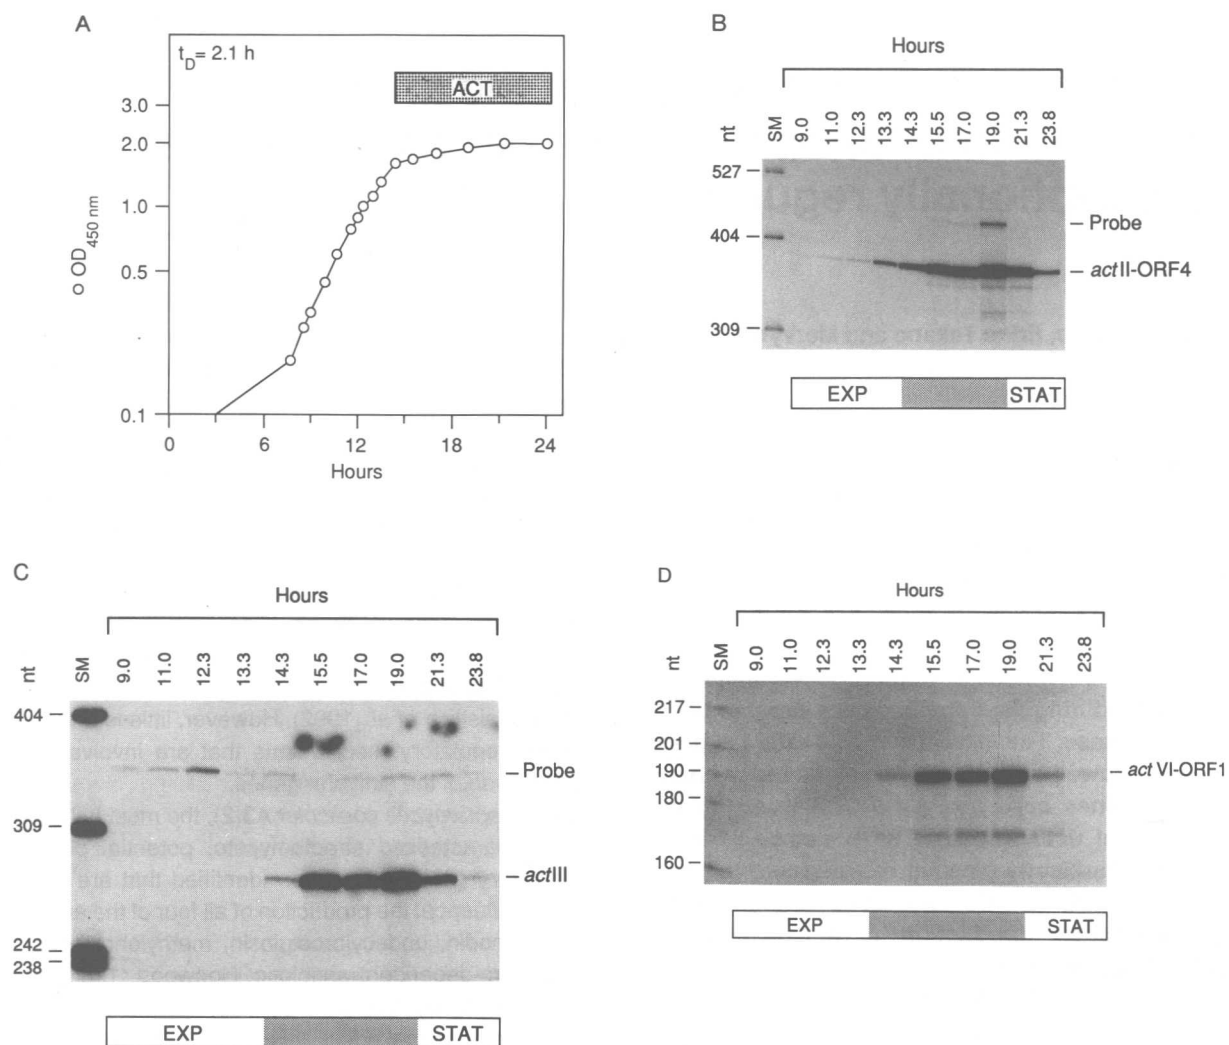 A
t_D = 2.1 h
ACT
3.0
2.0
1.0
0.5
0.1
○ OD_450 nm
0 6 12 18 24
Hours
B
Hours
nt SM 9.0 11.0 12.3 13.3 14.3 15.5 17.0 19.0 21.3 23.8
527
404
309
Probe
actII-ORF4
EXP STAT
C
Hours
nt SM 9.0 11.0 12.3 13.3 14.3 15.5 17.0 19.0 21.3 23.8
404
309
242
238
Probe
actIII
EXP STAT
D
Hours
nt SM 9.0 11.0 12.3 13.3 14.3 15.5 17.0 19.0 21.3 23.8
217
201
190
180
160
act VI-ORF1
EXP STAT